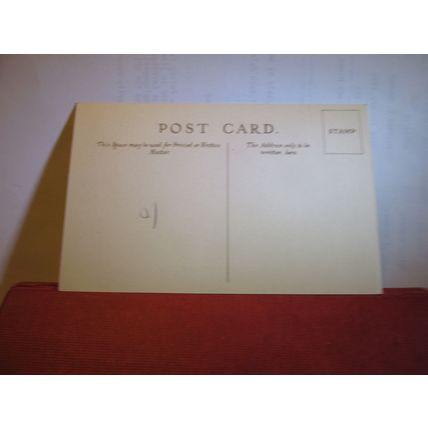 POST CARD.
STAMP
This Space may be used for Printed or Written
Matter
The Address only to be
written here